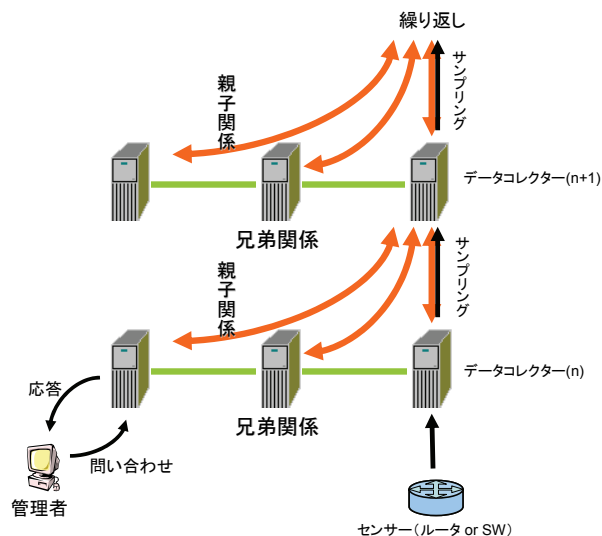 繰り返し
サンプリング
親子関係
データコレクター(n+1)
兄弟関係
サンプリング
親子関係
データコレクター(n)
応答
兄弟関係
問い合わせ
管理者
センサー（ルータ or SW）